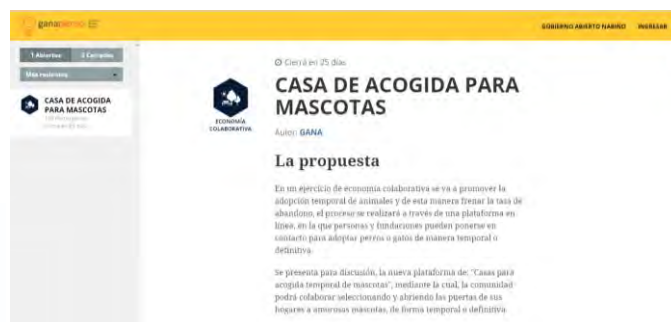 GOBIERNO ABIERTO NARIÑO INGRESAR
1 Abiertas 2 Cerradas
Más recientes
CASA DE ACOGIDA
PARA MASCOTAS
ECONOMÍA
COLABORATIVA
Cierra en 25 días
CASA DE ACOGIDA PARA
MASCOTAS
Autor: GANA
La propuesta
En un ejercicio de economía colaborativa se va a promover la
adopción temporal de animales y de esta manera frenar la tasa de
abandono, el proceso se realizará a través de una plataforma en
línea, en la que personas y fundaciones puedan ponerse en
contacto para adoptar perros o gatos de manera temporal o
definitiva.
Se presenta para discusión, la nueva plataforma de: "Casas para
acogida temporal de mascotas", mediante la cual, la comunidad
podrá colaborar seleccionando y abriendo las puertas de sus
hogares a amorosas mascotas, de forma temporal o definitiva.